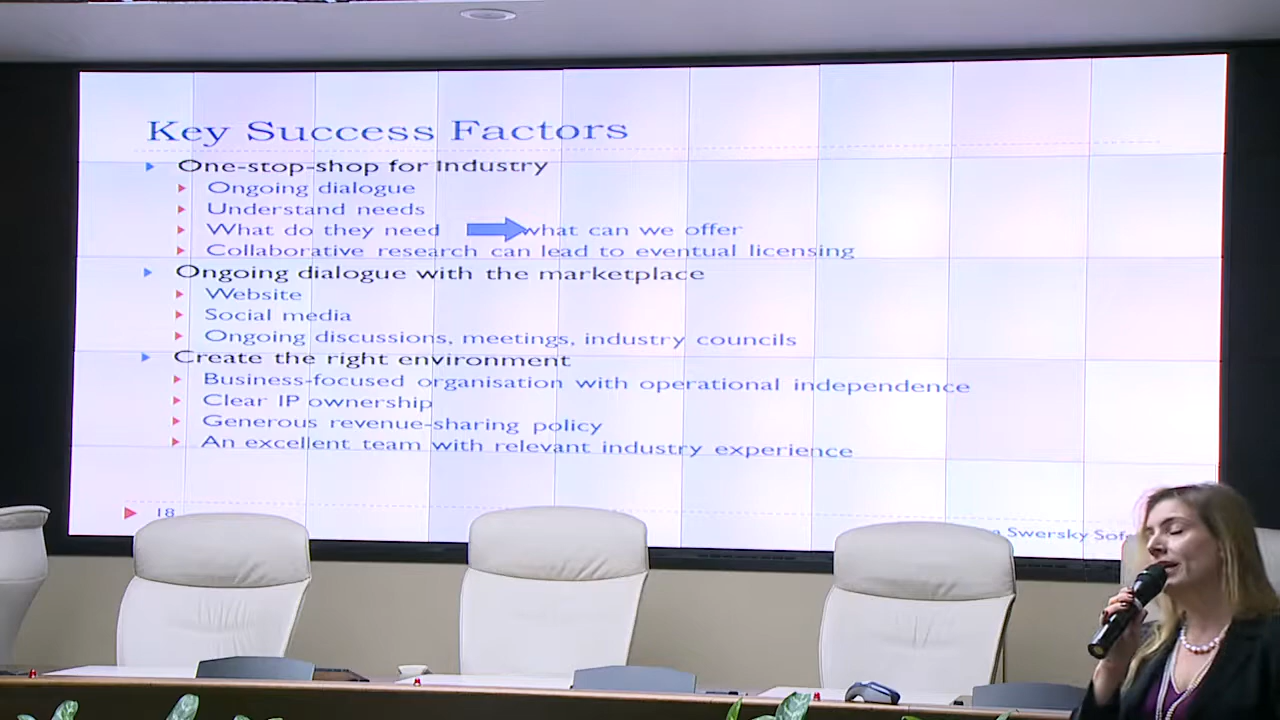 Key Success Factors
One-stop-shop for Industry
Ongoing dialogue
Understand needs
What do they need what can we offer
Collaborative research can lead to eventual licensing
Ongoing dialogue with the marketplace
Website
Social media
Ongoing discussions, meetings, industry councils
Create the right environment
Business-focused organisation with operational independence
Clear IP ownership
Generous revenue-sharing policy
An excellent team with relevant industry experience
18
Swersky